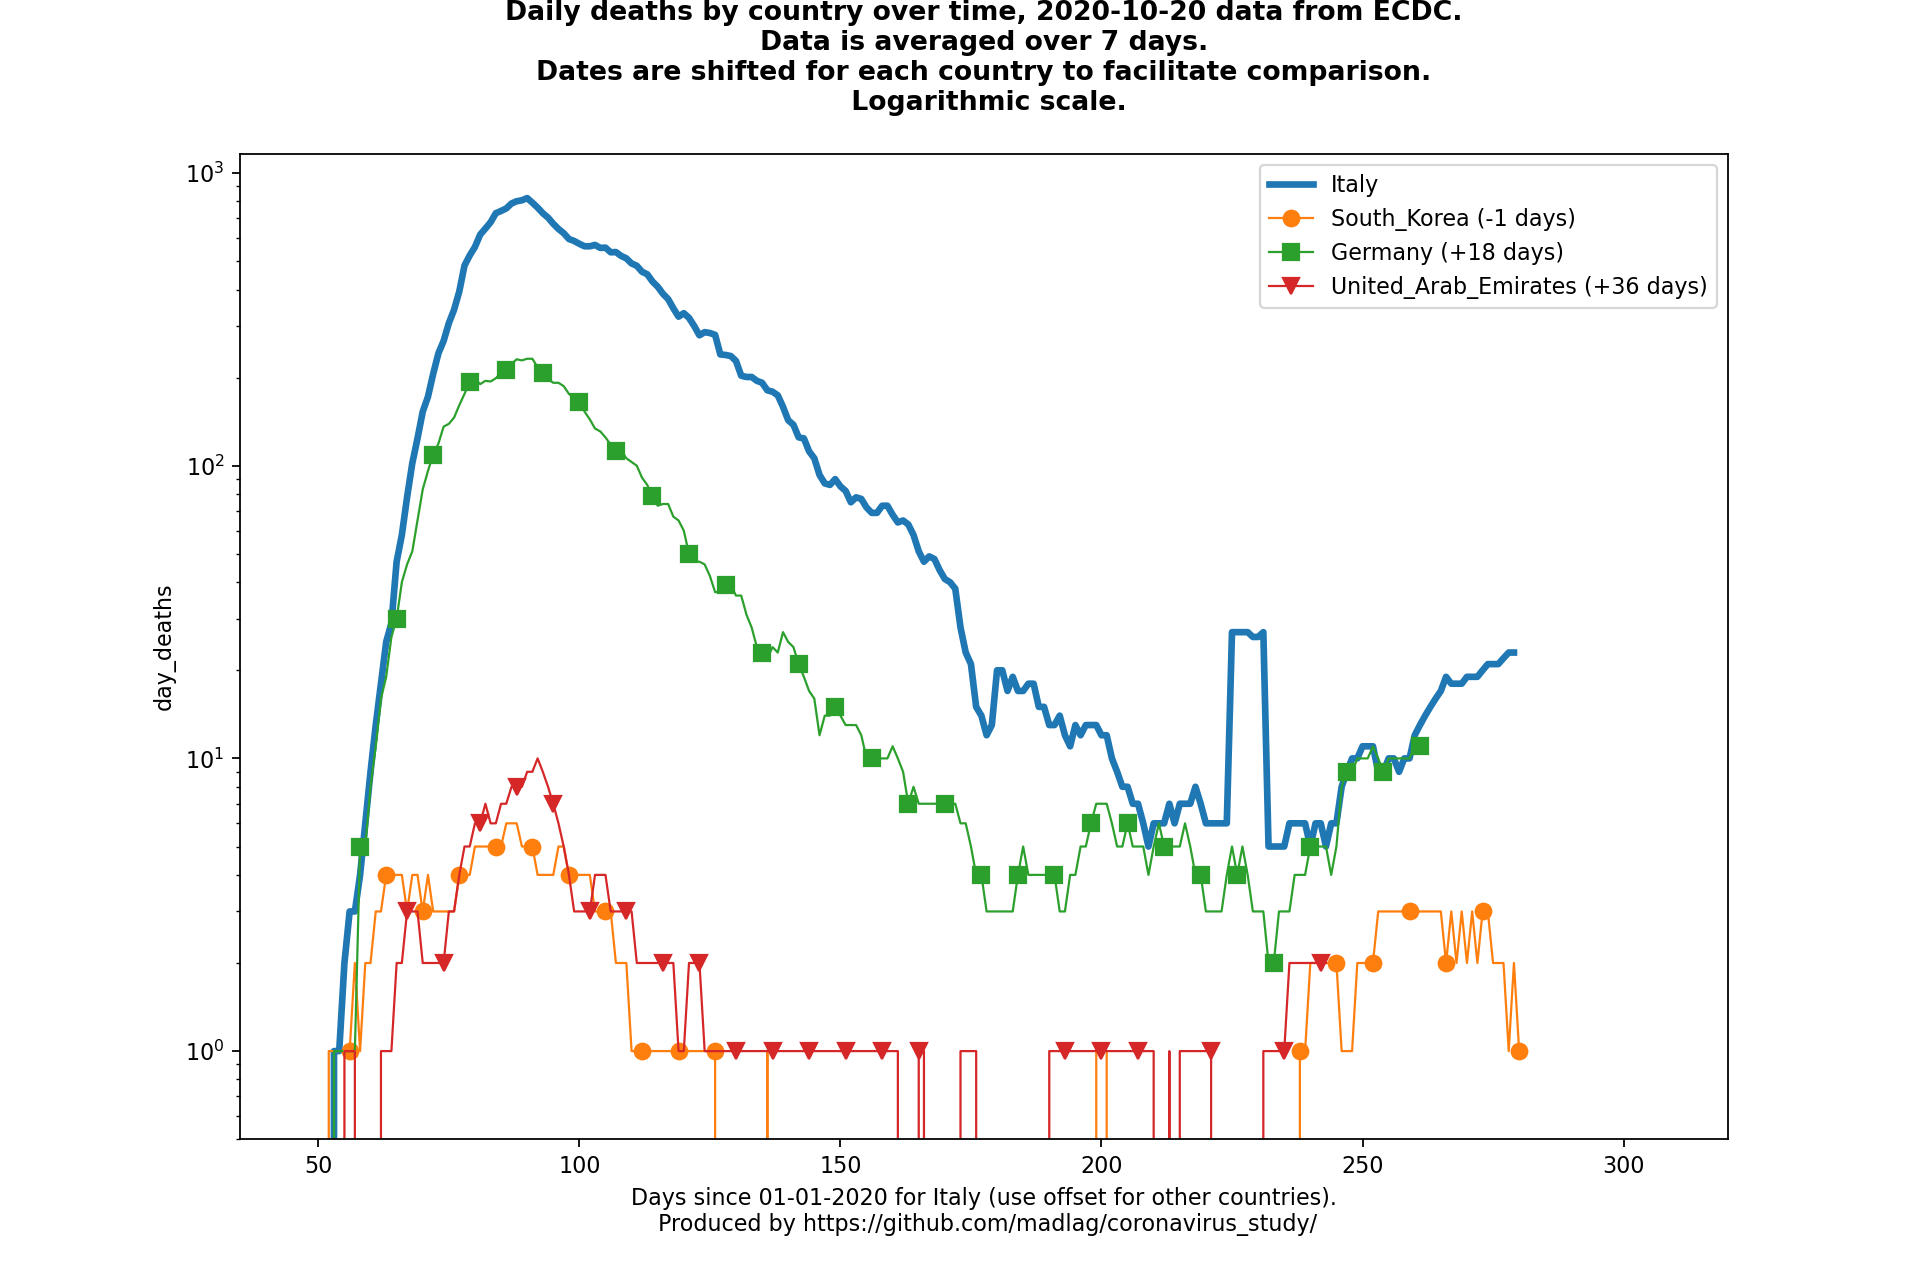 Daily deaths by country over time, 2020-10-20 data from ECDC.
Data is averaged over 7 days.
Dates are shifted for each country to facilitate comparison.
Logarithmic scale.
10³
10²
10¹
10⁰
day_deaths
Italy
South_Korea (-1 days)
Germany (+18 days)
United_Arab_Emirates (+36 days)
50 100 150 200 250 300
Days since 01-01-2020 for Italy (use offset for other countries).
Produced by https://github.com/madlag/coronavirus_study/